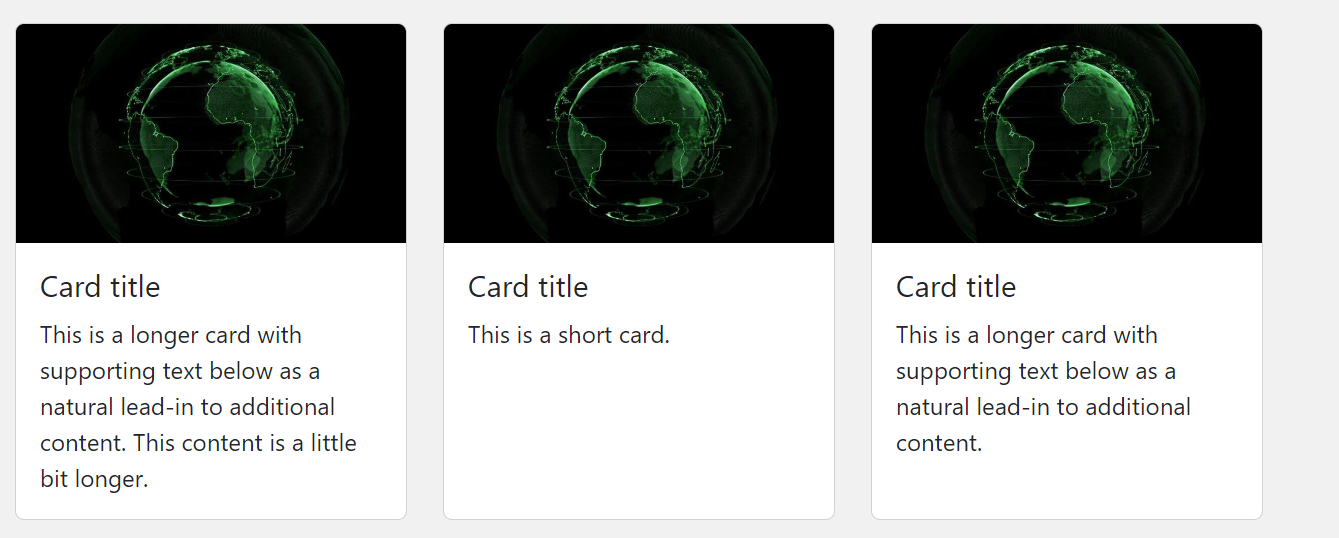 Card title
This is a longer card with
supporting text below as a
natural lead-in to additional
content. This content is a little
bit longer.
Card title
This is a short card.
Card title
This is a longer card with
supporting text below as a
natural lead-in to additional
content.